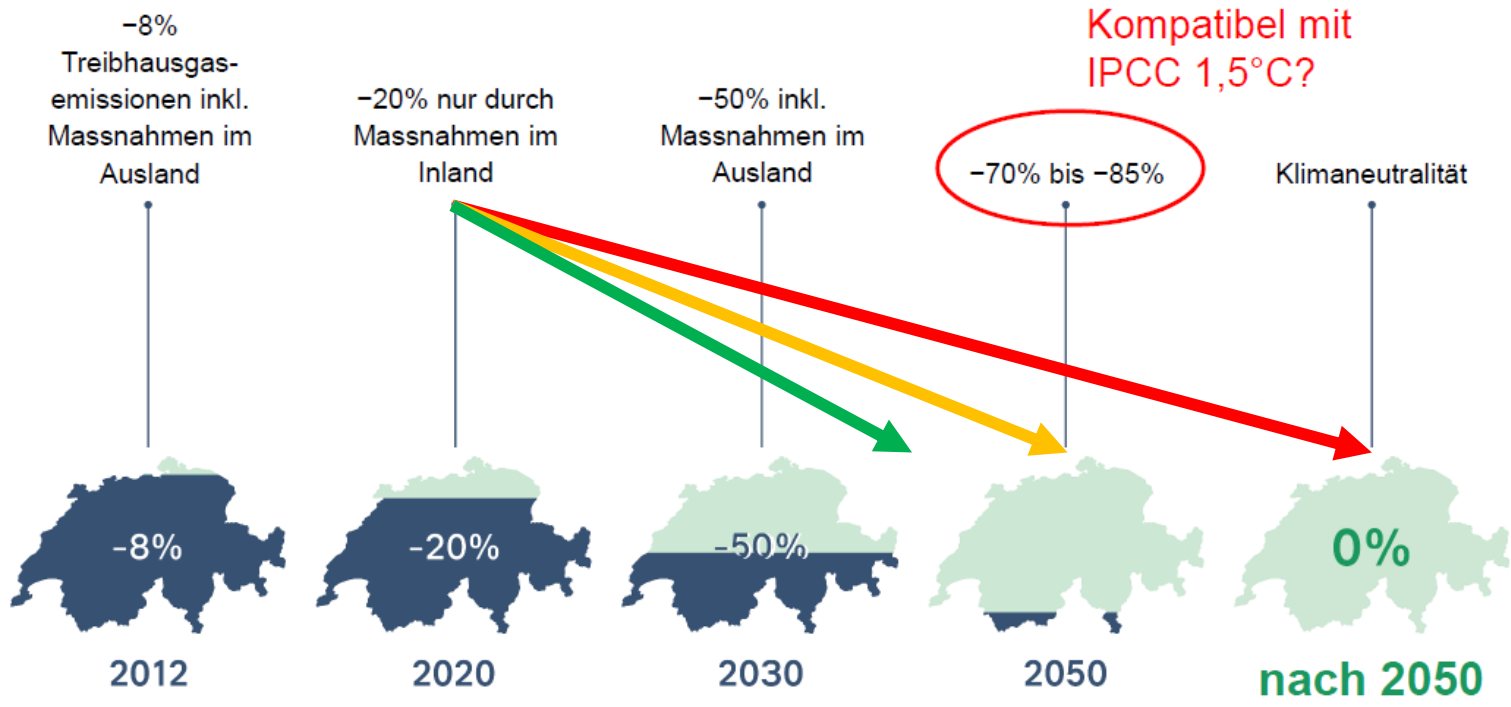 −8%
Treibhausgas-
emissionen inkl.
Massnahmen im
Ausland
−20% nur durch
Massnahmen im
Inland
−50% inkl.
Massnahmen im
Ausland
Kompatibel mit
IPCC 1,5°C?
−70% bis −85%
Klimaneutralität
-8%
-20%
-50%
0%
2012
2020
2030
2050
nach 2050